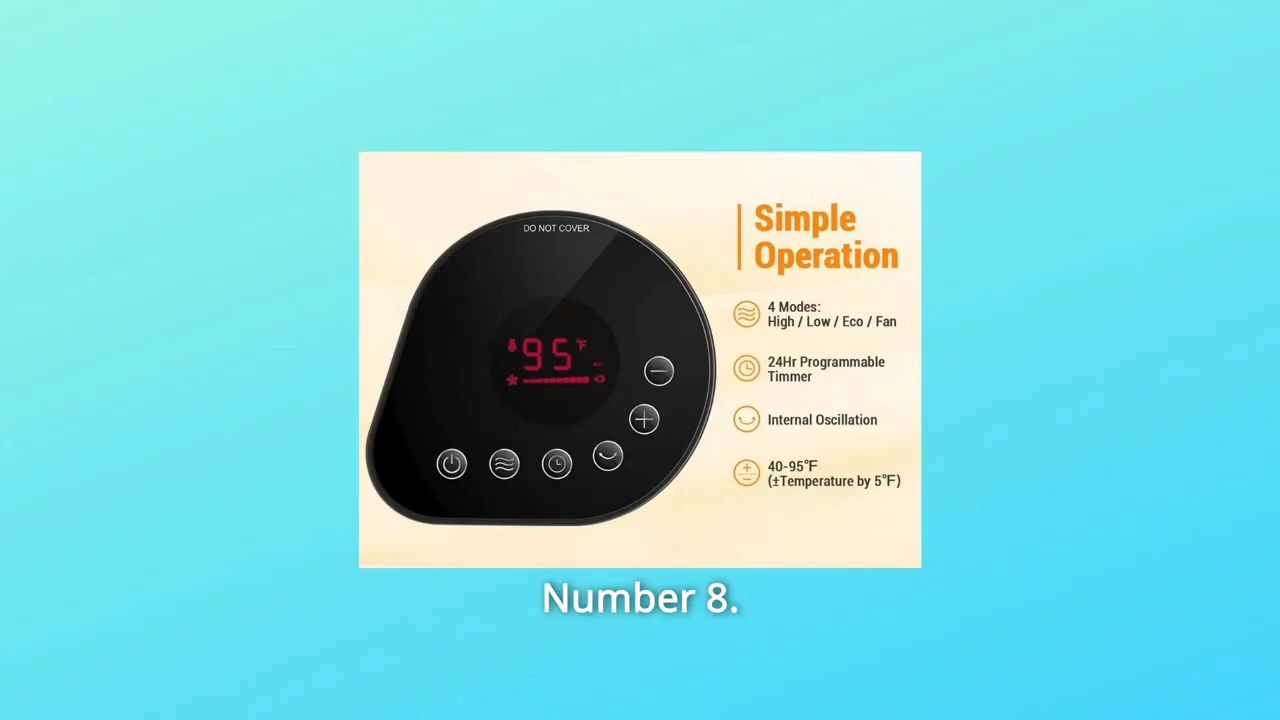 DO NOT COVER
95°F
Simple
Operation
4 Modes:
High / Low / Eco / Fan
24Hr Programmable
Timmer
Internal Oscillation
40-95°F
(±Temperature by 5°F)
Number 8.